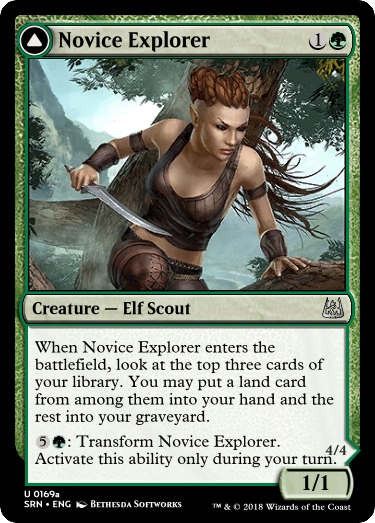 Novice Explorer 1
Creature — Elf Scout
When Novice Explorer enters the
battlefield, look at the top three cards of
your library. You may put a land card
from among them into your hand and the
rest into your graveyard.
5 : Transform Novice Explorer.
Activate this ability only during your turn.
4/4
1/1
U 0169a
SRN • ENG BETHESDA SOFTWORKS
™ & © 2018 Wizards of the Coast